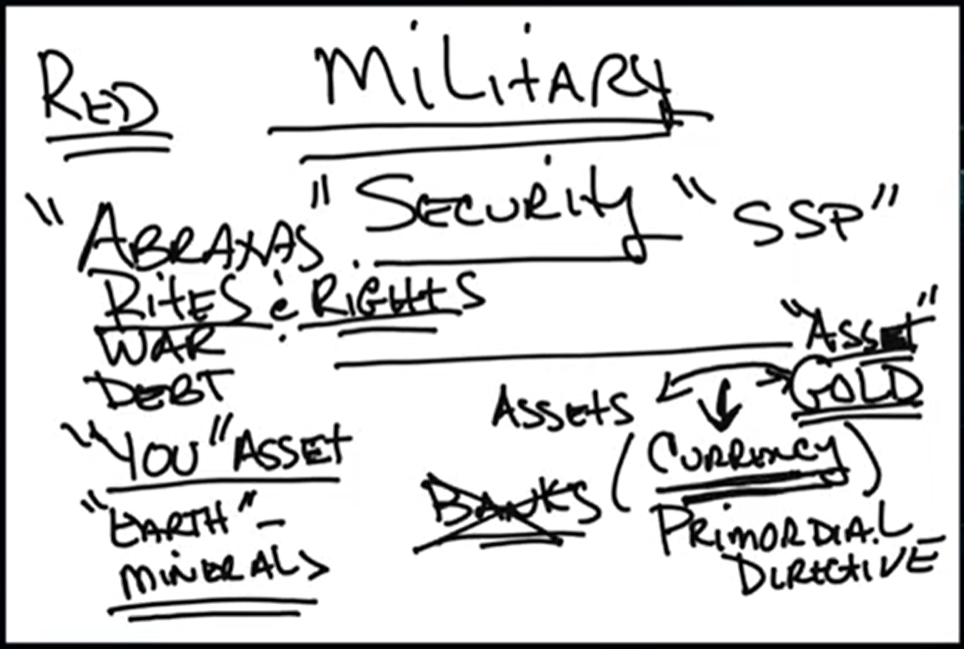 RED MiLitARY
"ABRAXAS" SECURity "SSP"
RitES & RiGHtS
WAR
DEBT
"ASSEt"
ASSEtS GOLD
"YOU" ASSEt
(CURRENCY)
BANKS
"EARtH" -
MiNERALS
PRiMORDiAL
DiRECtiVE